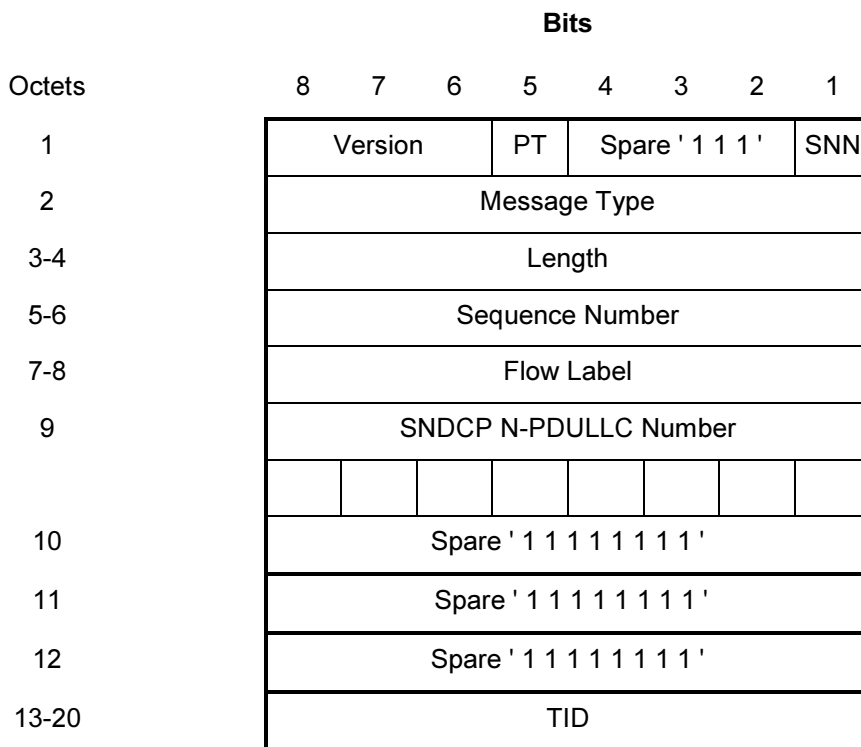 Bits
Octets 8 7 6 5 4 3 2 1
1 Version PT Spare ' 1 1 1 ' SNN
2 Message Type
3-4 Length
5-6 Sequence Number
7-8 Flow Label
9 SNDCP N-PDULLC Number
10 Spare ' 1 1 1 1 1 1 1 1 '
11 Spare ' 1 1 1 1 1 1 1 1 '
12 Spare ' 1 1 1 1 1 1 1 1 '
13-20 TID